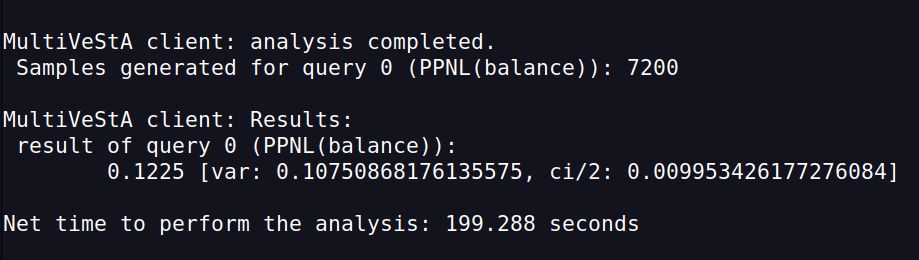 MultiVeStA client: analysis completed.
Samples generated for query 0 (PPNL(balance)): 7200
MultiVeStA client: Results:
result of query 0 (PPNL(balance)):
0.1225 [var: 0.10750868176135575, ci/2: 0.009953426177276084]
Net time to perform the analysis: 199.288 seconds